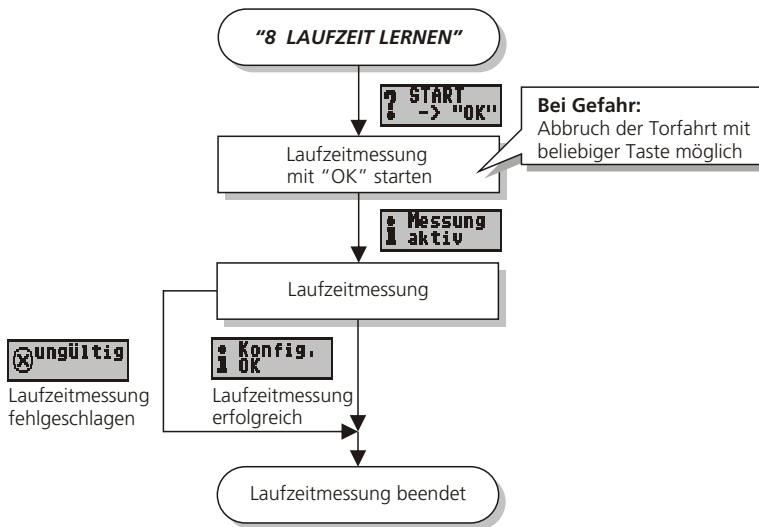 "8 LAUFZEIT LERNEN"
? START
-> "OK"
Bei Gefahr:
Abbruch der Torfahrt mit
beliebiger Taste möglich
Laufzeitmessung
mit "OK" starten
i Messung
aktiv
Laufzeitmessung
ungültig
Laufzeitmessung
fehlgeschlagen
i Konfig.
OK
Laufzeitmessung
erfolgreich
Laufzeitmessung beendet